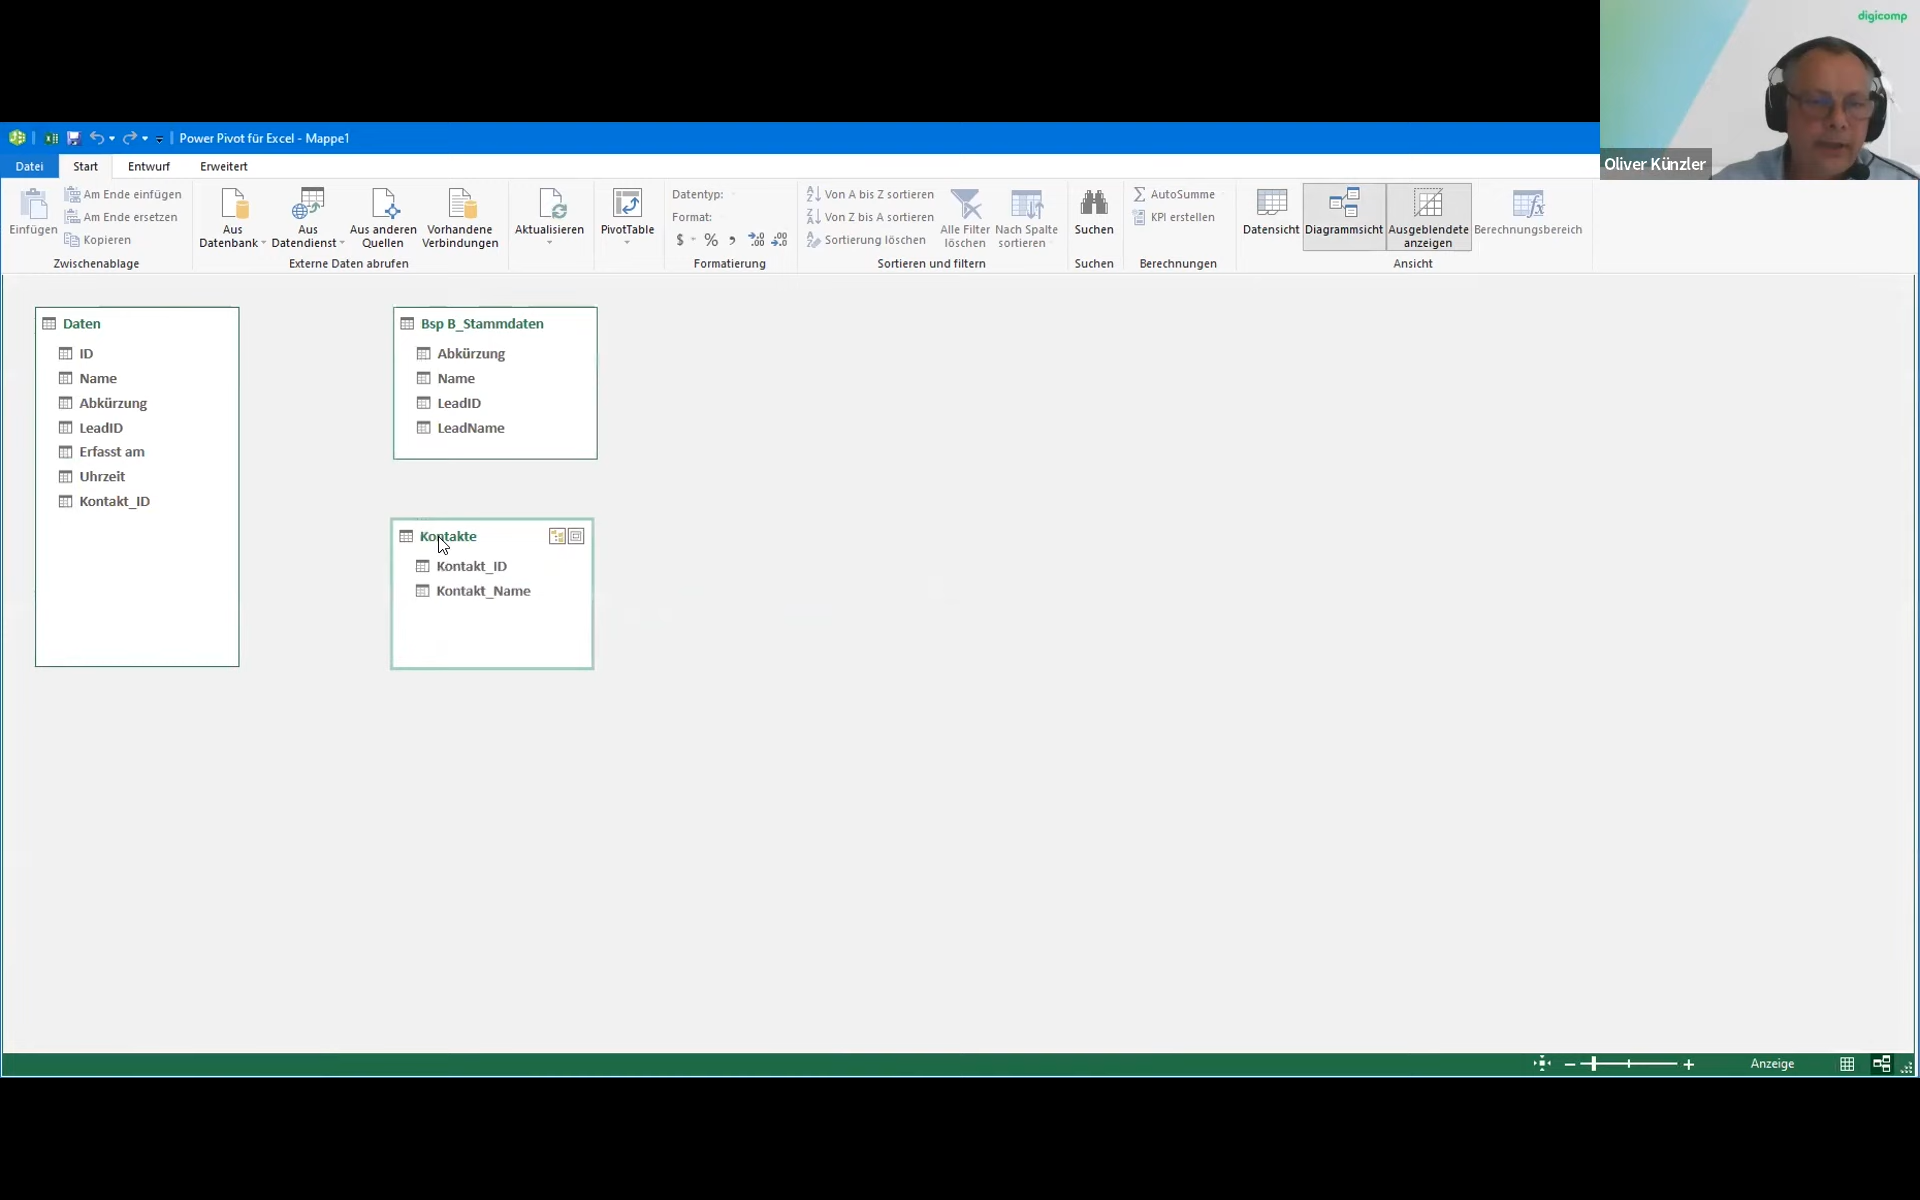 digicomp
Oliver Künzler
Power Pivot für Excel - Mappe1
Datei Start Entwurf Erweitert
Einfügen
Am Ende einfügen
Am Ende ersetzen
Kopieren
Zwischenablage
Aus Datenbank
Aus Datendienst
Aus anderen Quellen
Vorhandene Verbindungen
Externe Daten abrufen
Aktualisieren
PivotTable
Datentyp:
Format:
$ % , ,0 ,00 ,00 ,0
Formatierung
Von A bis Z sortieren
Von Z bis A sortieren
Sortierung löschen
Alle Filter löschen
Nach Spalte sortieren
Sortieren und filtern
Suchen
Suchen
AutoSumme
KPI erstellen
Berechnungen
Datensicht
Diagrammsicht
Ausgeblendete anzeigen
Berechnungsbereich
Ansicht
Daten
ID
Name
Abkürzung
LeadID
Erfasst am
Uhrzeit
Kontakt_ID
Bsp B_Stammdaten
Abkürzung
Name
LeadID
LeadName
Kontakte
Kontakt_ID
Kontakt_Name
Anzeige